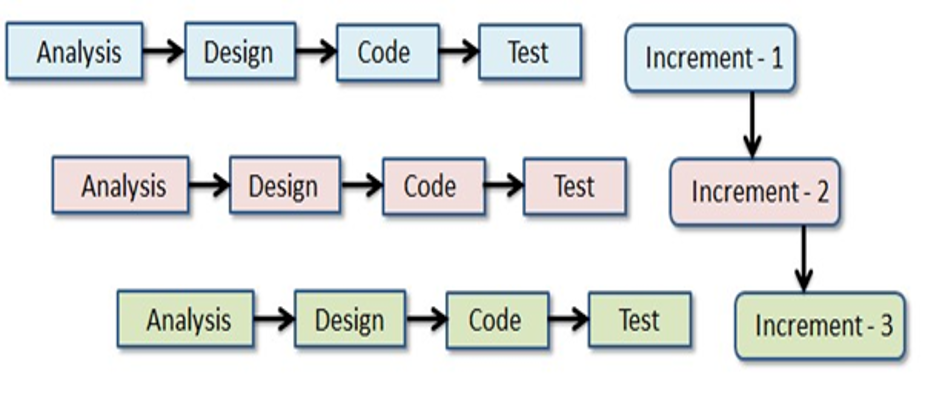 Analysis Design Code Test Increment - 1
Analysis Design Code Test Increment - 2
Analysis Design Code Test Increment - 3